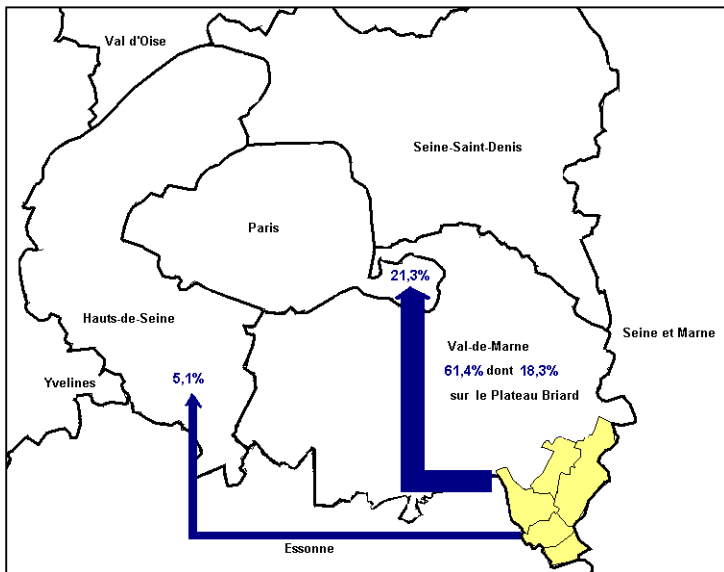 Val d'Oise
Seine-Saint-Denis
Paris
21,3%
Hauts-de-Seine
Seine et Marne
Val-de-Marne
61,4% dont 18,3%
sur le Plateau Briard
Yvelines
5,1%
Essonne